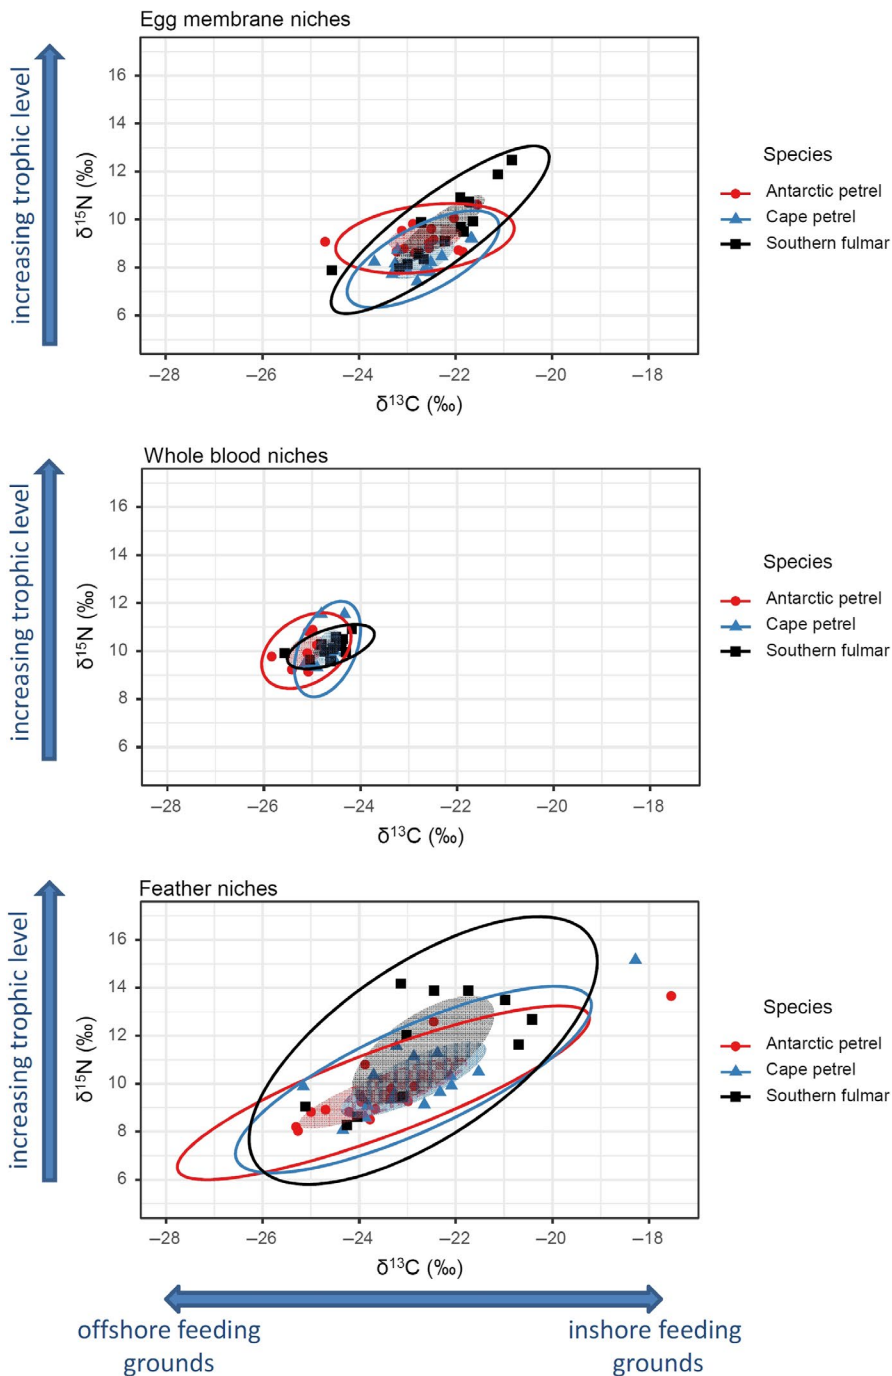 Egg membrane niches
increasing trophic level
δ¹⁵N (‰)
16
14
12
10
8
6
–28 –26 –24 –22 –20 –18
δ¹³C (‰)
Species
Antarctic petrel
Cape petrel
Southern fulmar
Whole blood niches
increasing trophic level
δ¹⁵N (‰)
16
14
12
10
8
6
–28 –26 –24 –22 –20 –18
δ¹³C (‰)
Species
Antarctic petrel
Cape petrel
Southern fulmar
Feather niches
increasing trophic level
δ¹⁵N (‰)
16
14
12
10
8
6
–28 –26 –24 –22 –20 –18
δ¹³C (‰)
Species
Antarctic petrel
Cape petrel
Southern fulmar
offshore feeding
grounds
inshore feeding
grounds